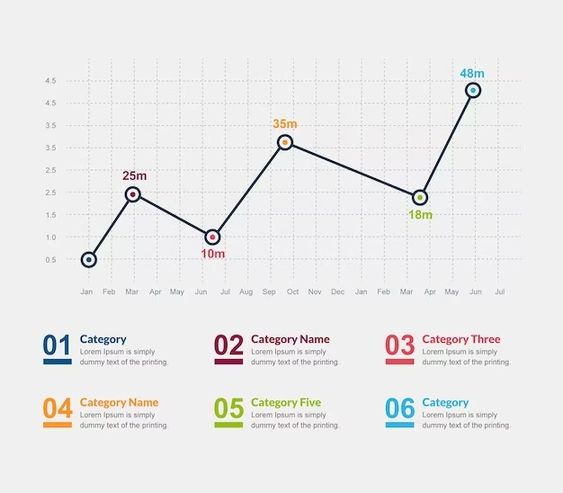 48m
4.5
4.5
35m
3.5
3.5
2.5
25m
2.5
18m
1.5
1.0
10m
0.5
Jan Feb Mar Apr May Jun Jul Aug Sep Oct Nov Dec Jan Mar Apr May Jun Jul
01 Category
Lorem Ipsum is simply
dummy text of the printing.
02 Category Name
Lorem Ipsum is simply
dummy text of the printing.
03 Category Three
Lorem Ipsum is simply
dummy text of the printing.
04 Category Name
Lorem Ipsum is simply
dummy text of the printing.
05 Category Five
Lorem Ipsum is simply
dummy text of the printing.
06 Category
Lorem Ipsum is simply
dummy text of the printing.